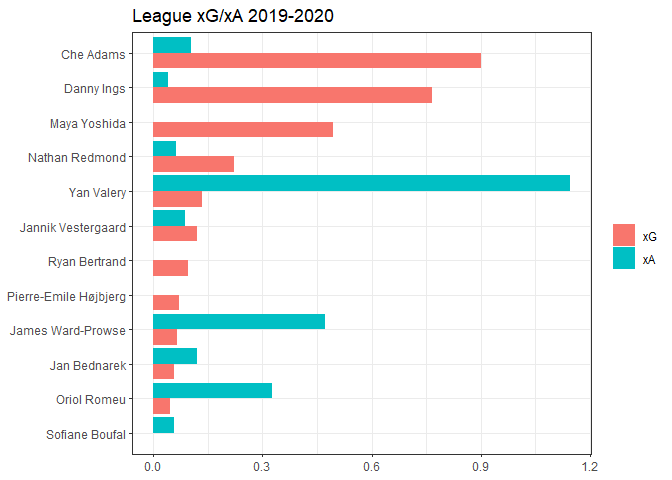 League xG/xA 2019-2020
Che Adams
Danny Ings
Maya Yoshida
Nathan Redmond
Yan Valery
Jannik Vestergaard
Ryan Bertrand
Pierre-Emile Højbjerg
James Ward-Prowse
Jan Bednarek
Oriol Romeu
Sofiane Boufal
0.0 0.3 0.6 0.9 1.2
xG
xA